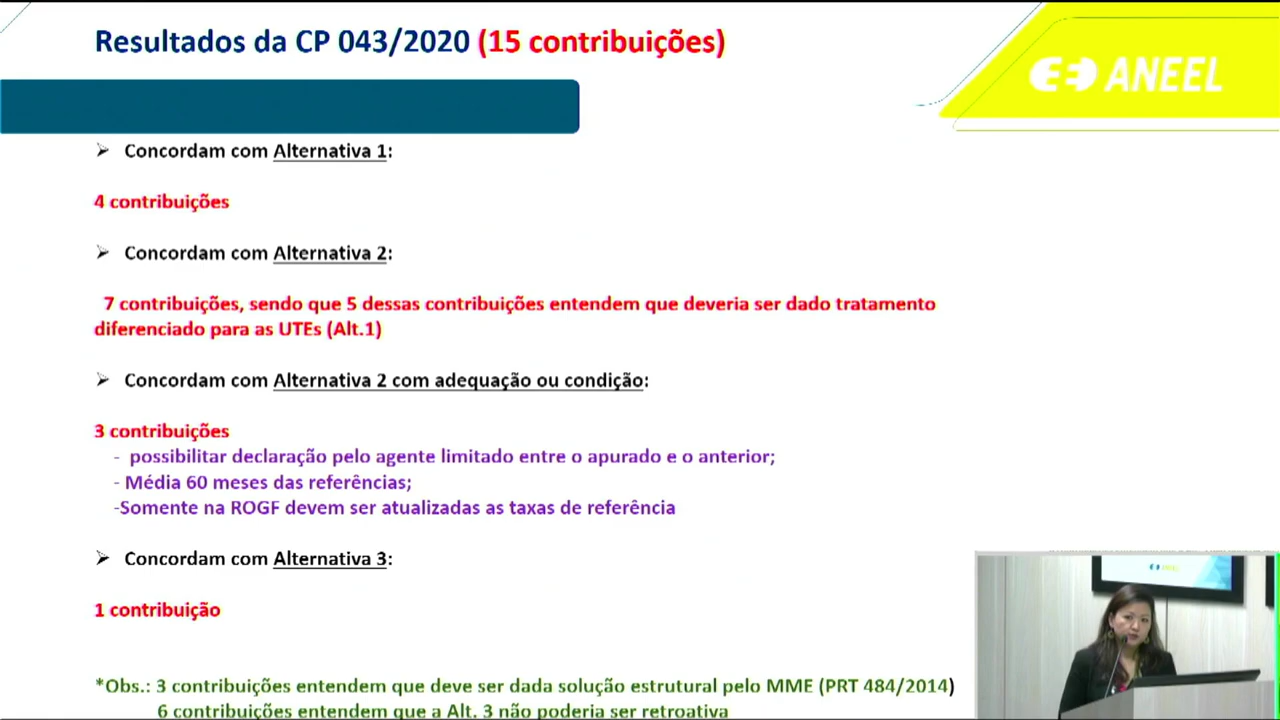 Resultados da CP 043/2020 (15 contribuições)
ANEEL
➢ Concordam com Alternativa 1:
4 contribuições
➢ Concordam com Alternativa 2:
7 contribuições, sendo que 5 dessas contribuições entendem que deveria ser dado tratamento
diferenciado para as UTEs (Alt.1)
➢ Concordam com Alternativa 2 com adequação ou condição:
3 contribuições
- possibilitar declaração pelo agente limitado entre o apurado e o anterior;
- Média 60 meses das referências;
-Somente na ROGF devem ser atualizadas as taxas de referência
➢ Concordam com Alternativa 3:
1 contribuição
*Obs.: 3 contribuições entendem que deve ser dada solução estrutural pelo MME (PRT 484/2014)
6 contribuições entendem que a Alt. 3 não poderia ser retroativa
ANEEL